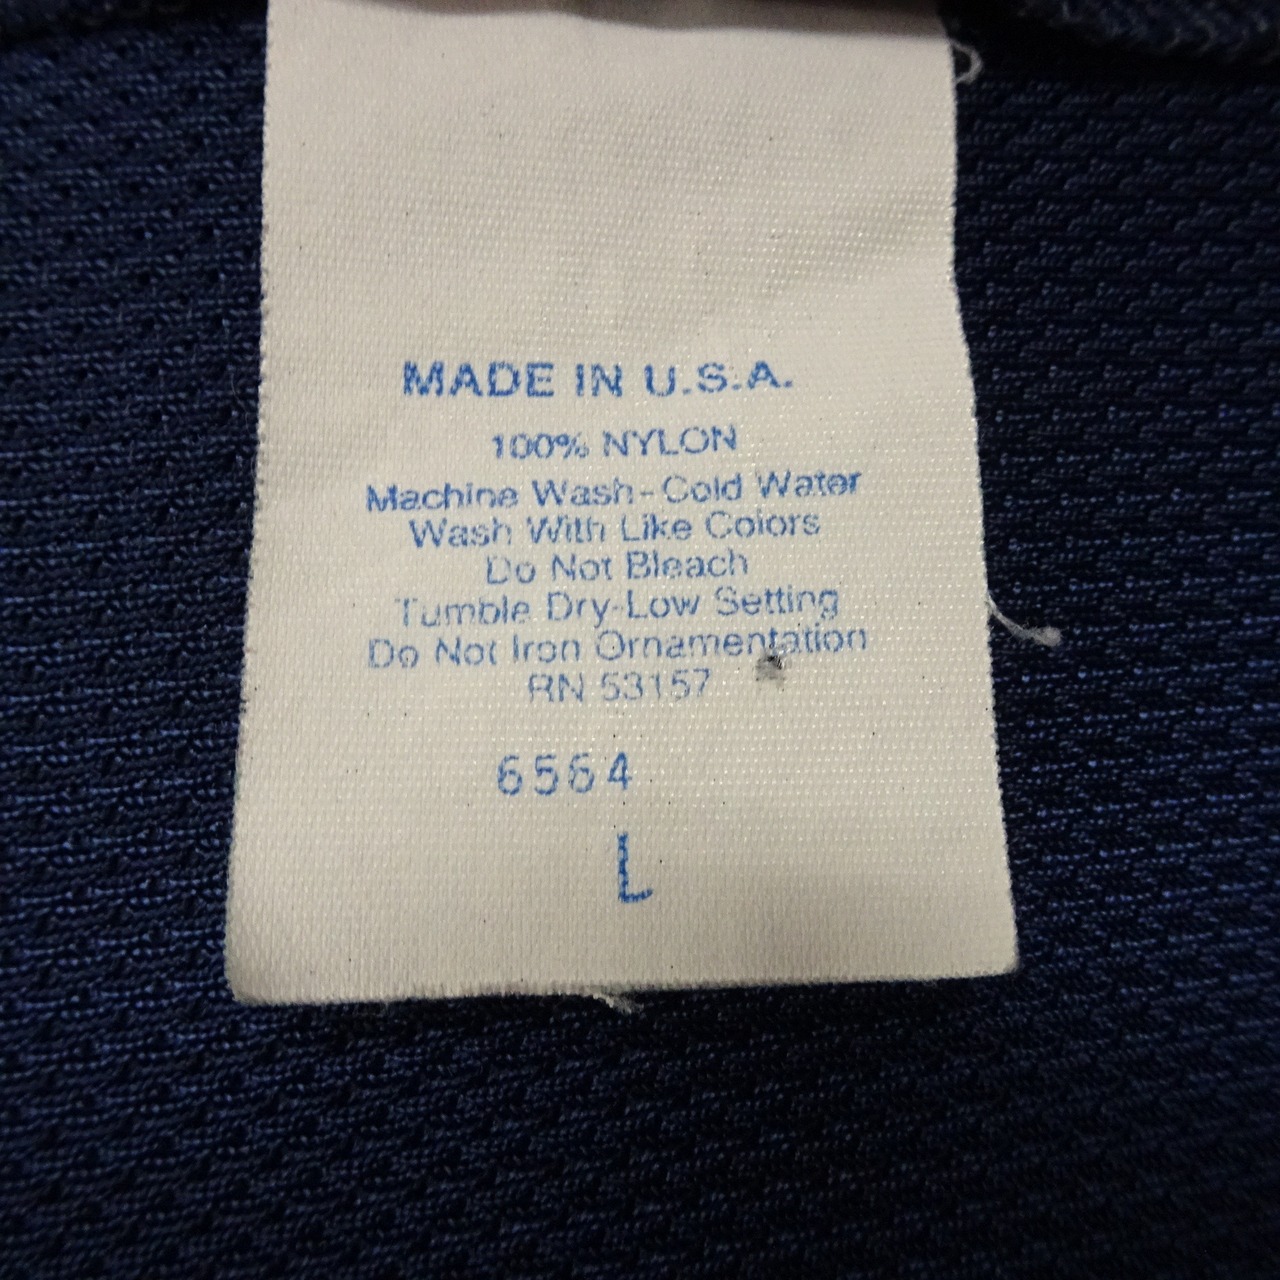 MADE IN U.S.A.
100% NYLON
Machine Wash-Cold Water
Wash With Like Colors
Do Not Bleach
Tumble Dry-Low Setting
Do Not Iron Ornamentation
RN 53157
6564
L